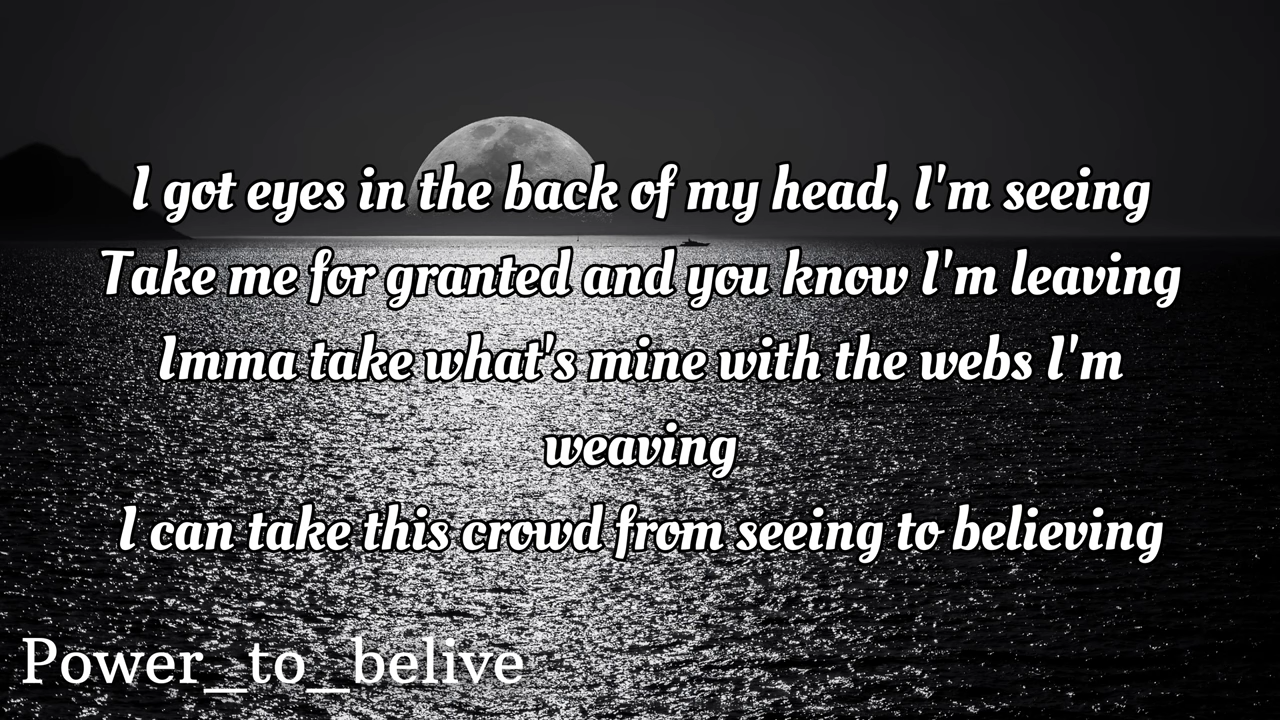 I got eyes in the back of my head, I'm seeing
Take me for granted and you know I'm leaving
Imma take what's mine with the webs I'm
weaving
I can take this crowd from seeing to believing
Power_to_belive